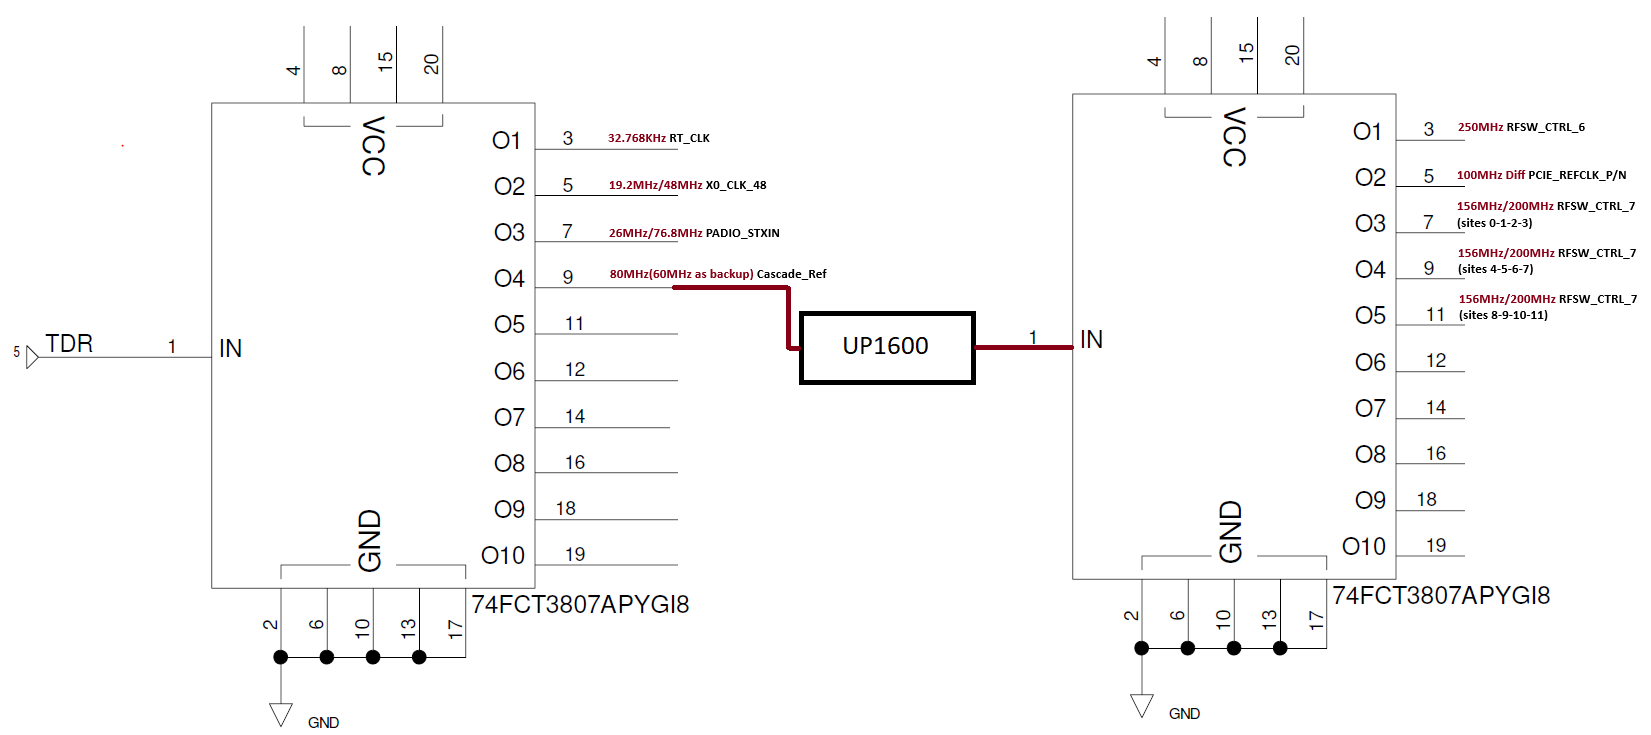 4
8
15
20
VCC
O1 3 32.768KHz RT_CLK
O2 5 19.2MHz/48MHz X0_CLK_48
O3 7 26MHz/76.8MHz PADIO_STXIN
O4 9 80MHz(60MHz as backup) Cascade_Ref
O5 11
5 TDR 1 IN
O6 12
O7 14
O8 16
O9 18
O10 19
GND
74FCT3807APYGI8
2
6
10
13
17
GND
UP1600
4
8
15
20
VCC
O1 3 250MHz RFSW_CTRL_6
O2 5 100MHz Diff PCIE_REFCLK_P/N
156MHz/200MHz RFSW_CTRL_7
O3 7 (sites 0-1-2-3)
156MHz/200MHz RFSW_CTRL_7
O4 9 (sites 4-5-6-7)
156MHz/200MHz RFSW_CTRL_7
O5 11 (sites 8-9-10-11)
1 IN
O6 12
O7 14
O8 16
O9 18
O10 19
GND
74FCT3807APYGI8
2
6
10
13
17
GND